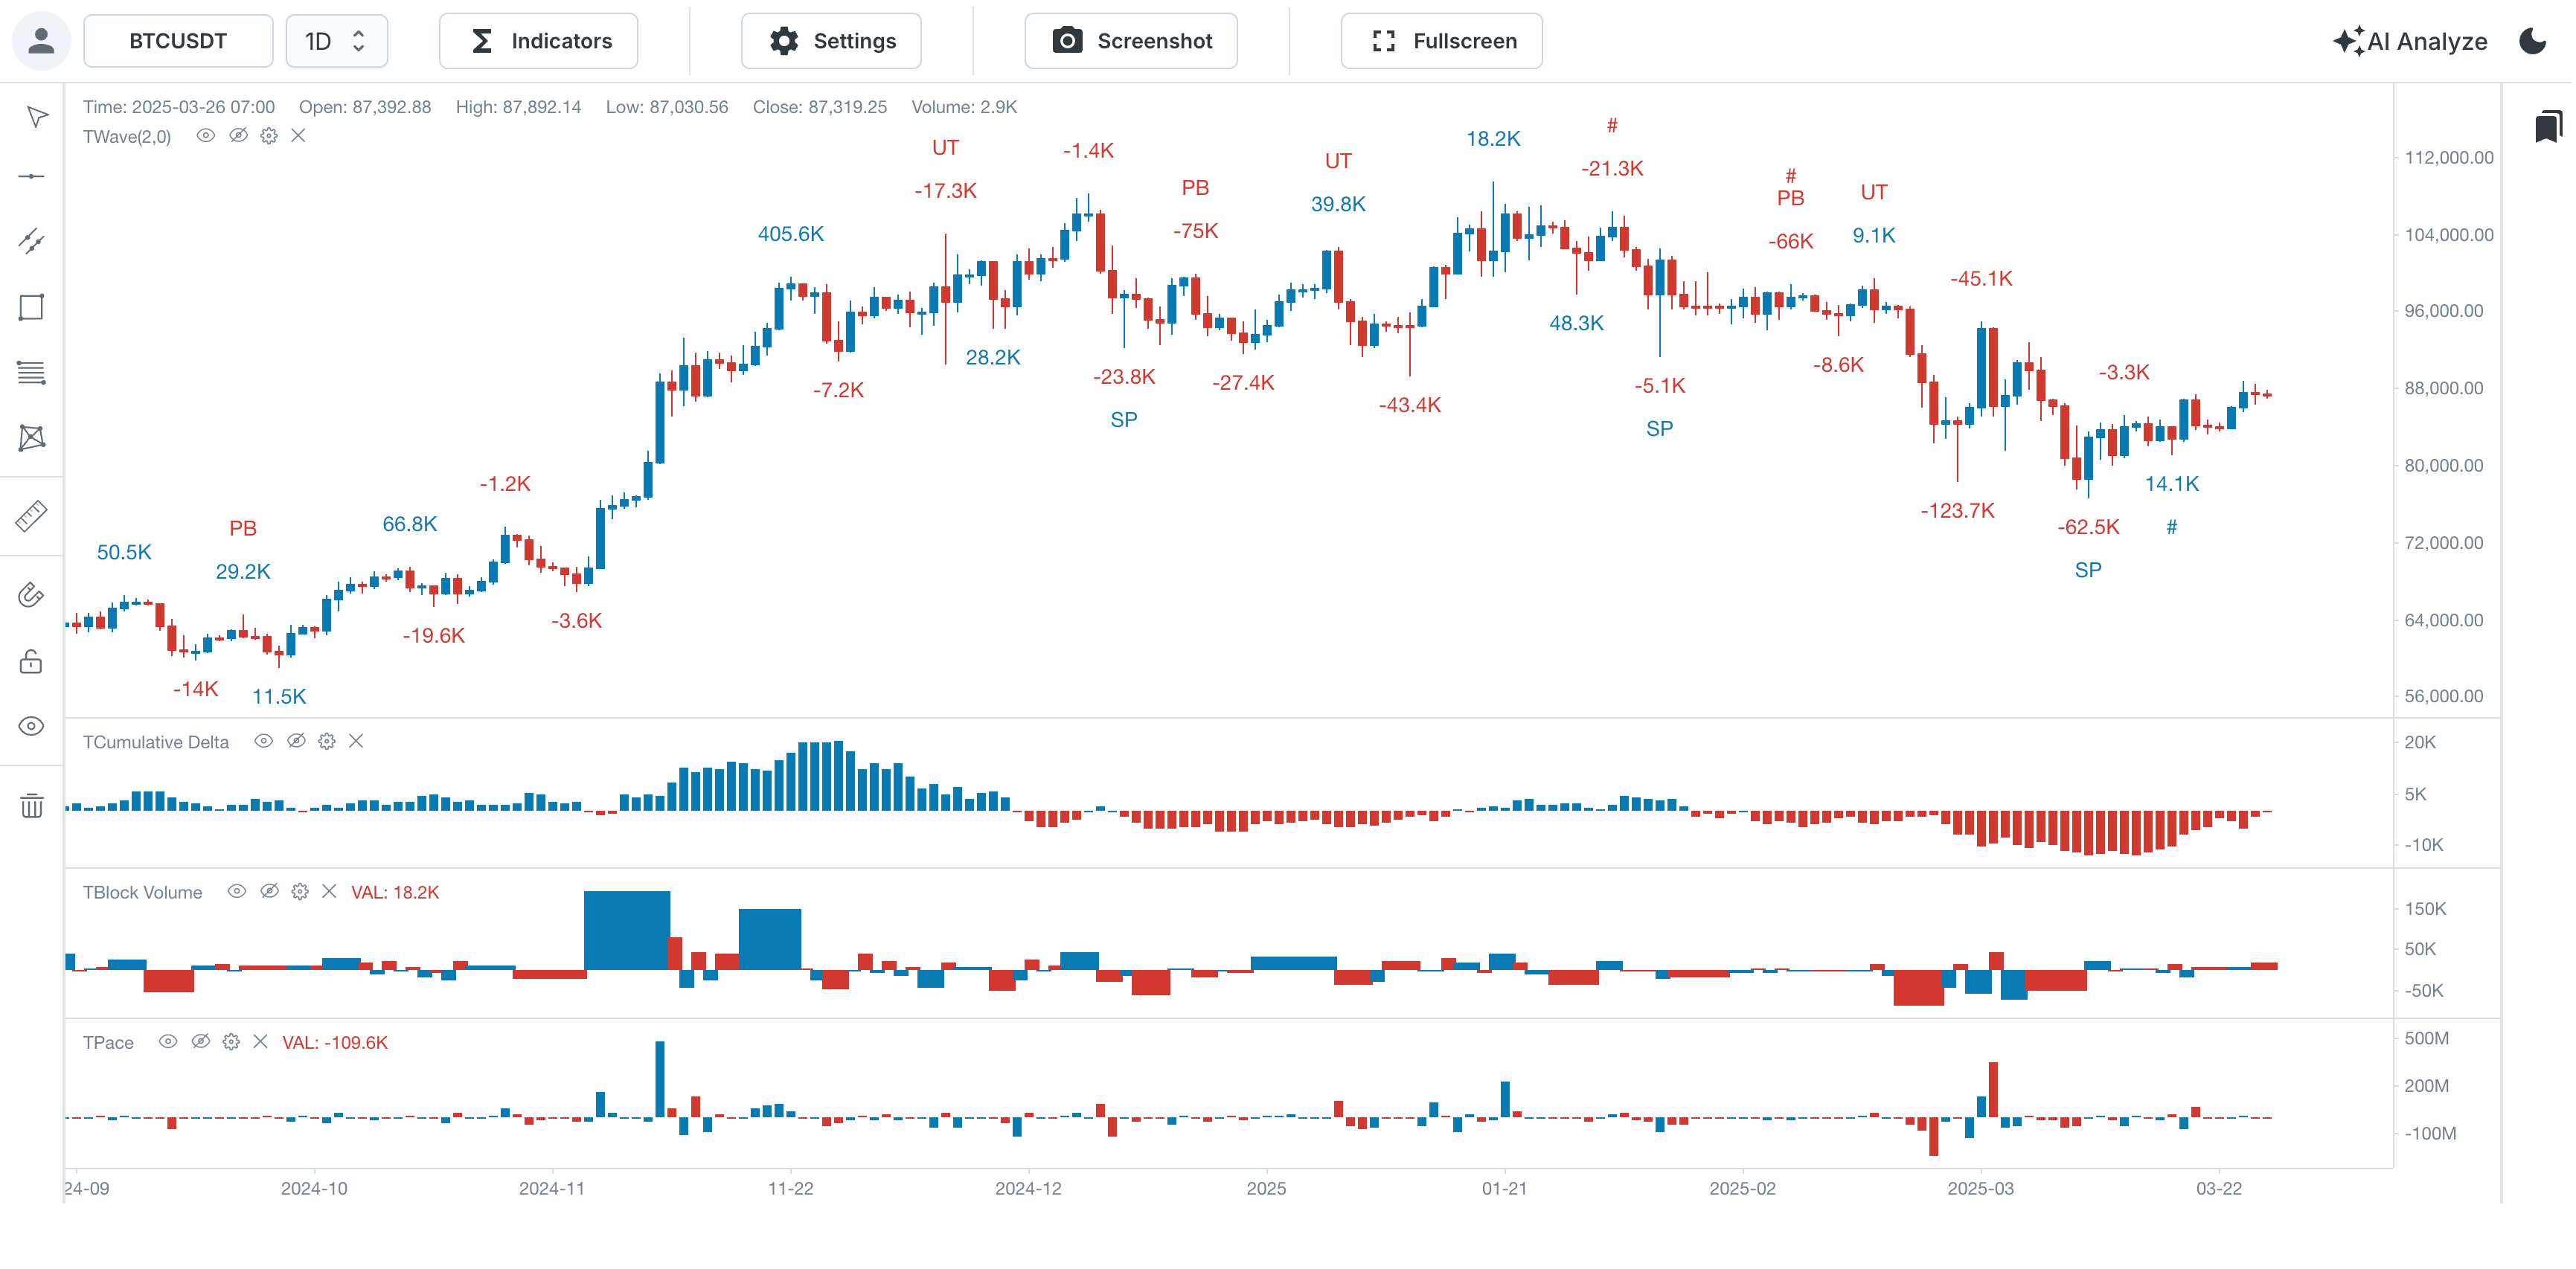 BTCUSDT 1D Indicators Settings Screenshot Fullscreen AI Analyze
Time: 2025-03-26 07:00 Open: 87,392.88 High: 87,892.14 Low: 87,030.56 Close: 87,319.25 Volume: 2.9K
TWave(2,0)
50.5K
PB
29.2K
-14K
11.5K
66.8K
-19.6K
-1.2K
-3.6K
405.6K
-7.2K
UT
-17.3K
28.2K
-1.4K
-23.8K
SP
PB
-75K
-27.4K
UT
39.8K
-43.4K
18.2K
48.3K
#
-21.3K
-5.1K
SP
#
PB
-66K
-8.6K
UT
9.1K
-123.7K
-45.1K
-62.5K
SP
-3.3K
14.1K
#
112,000.00
104,000.00
96,000.00
88,000.00
80,000.00
72,000.00
64,000.00
56,000.00
TCumulative Delta
20K
5K
-10K
TBlock Volume VAL: 18.2K
150K
50K
-50K
TPace VAL: -109.6K
500M
200M
-100M
24-09 2024-10 2024-11 11-22 2024-12 2025 01-21 2025-02 2025-03 03-22